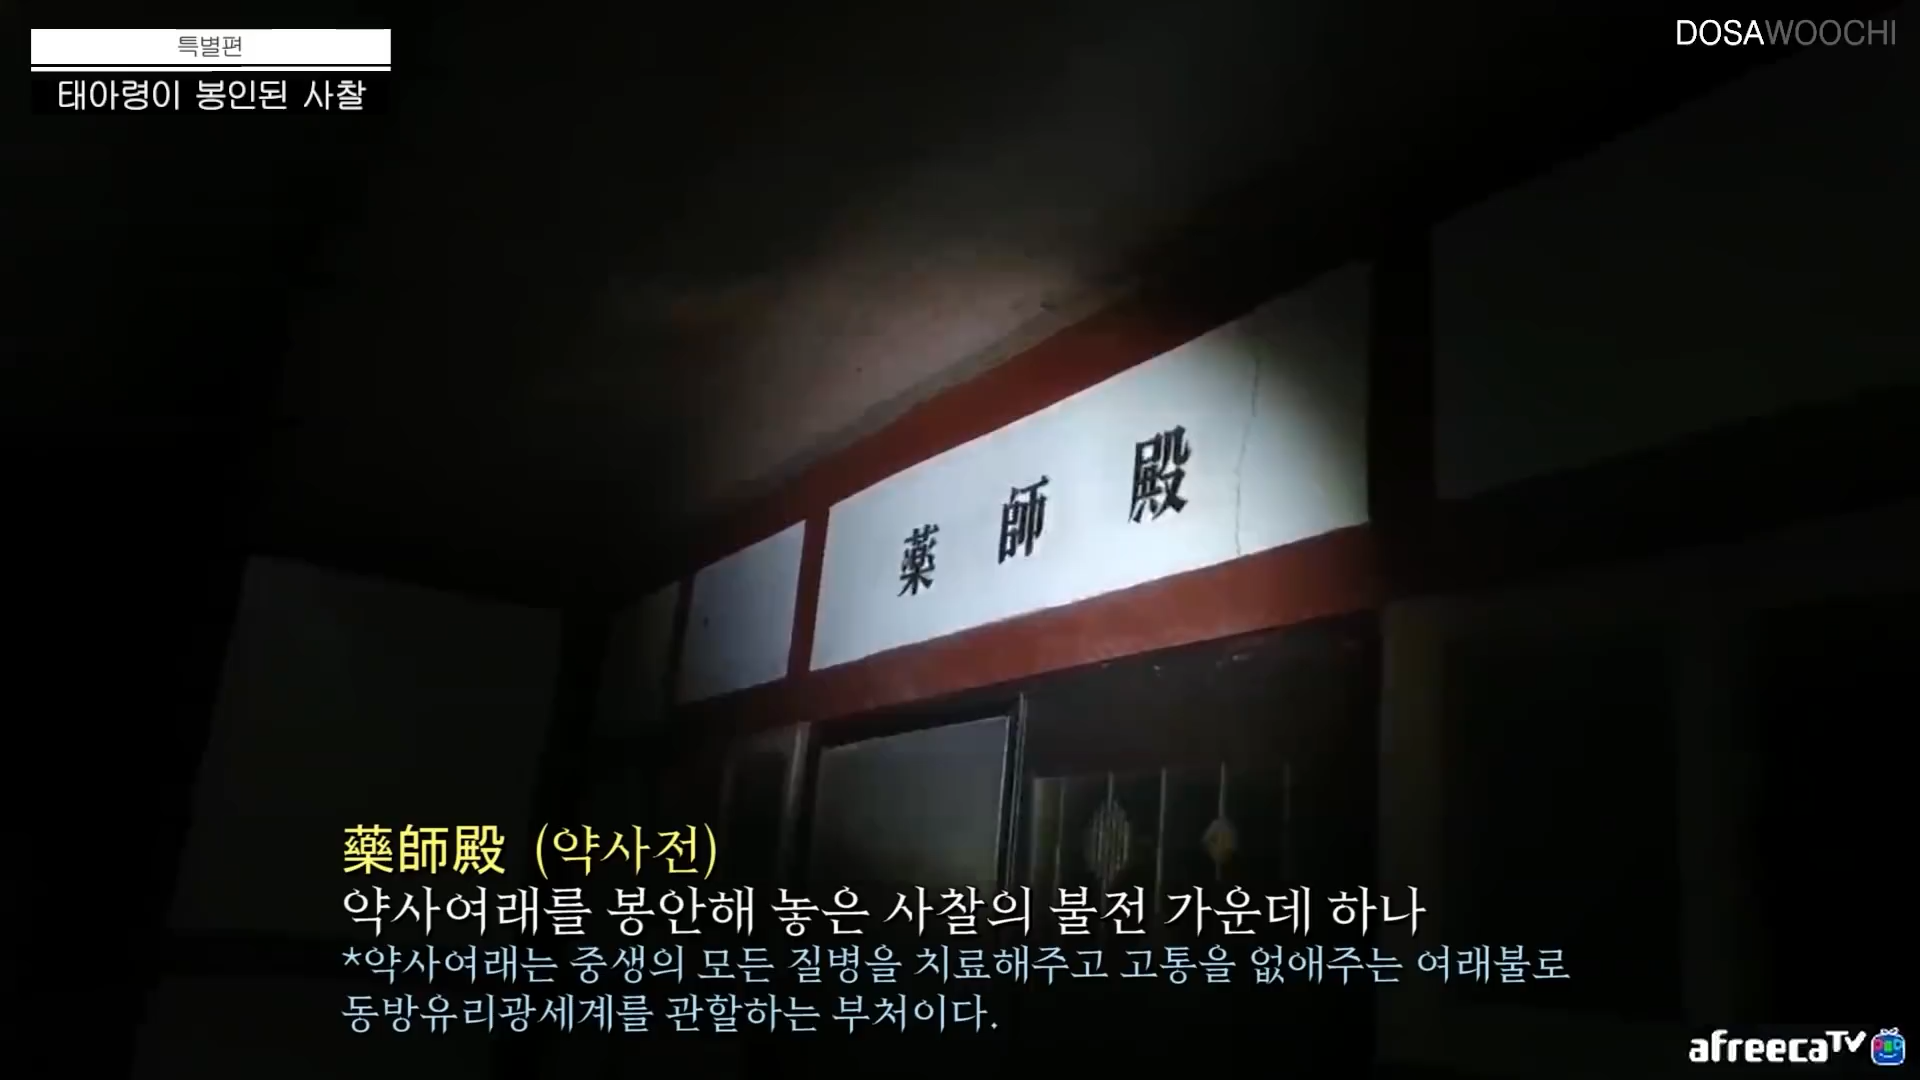 특별편
태아령이 봉인된 사찰
DOSAWOOCHI
薬師殿
藥師殿 (약사전)
약사여래를 봉안해 놓은 사찰의 불전 가운데 하나
*약사여래는 중생의 모든 질병을 치료해주고 고통을 없애주는 여래불로
동방유리광세계를 관할하는 부처이다.
afreecaTV